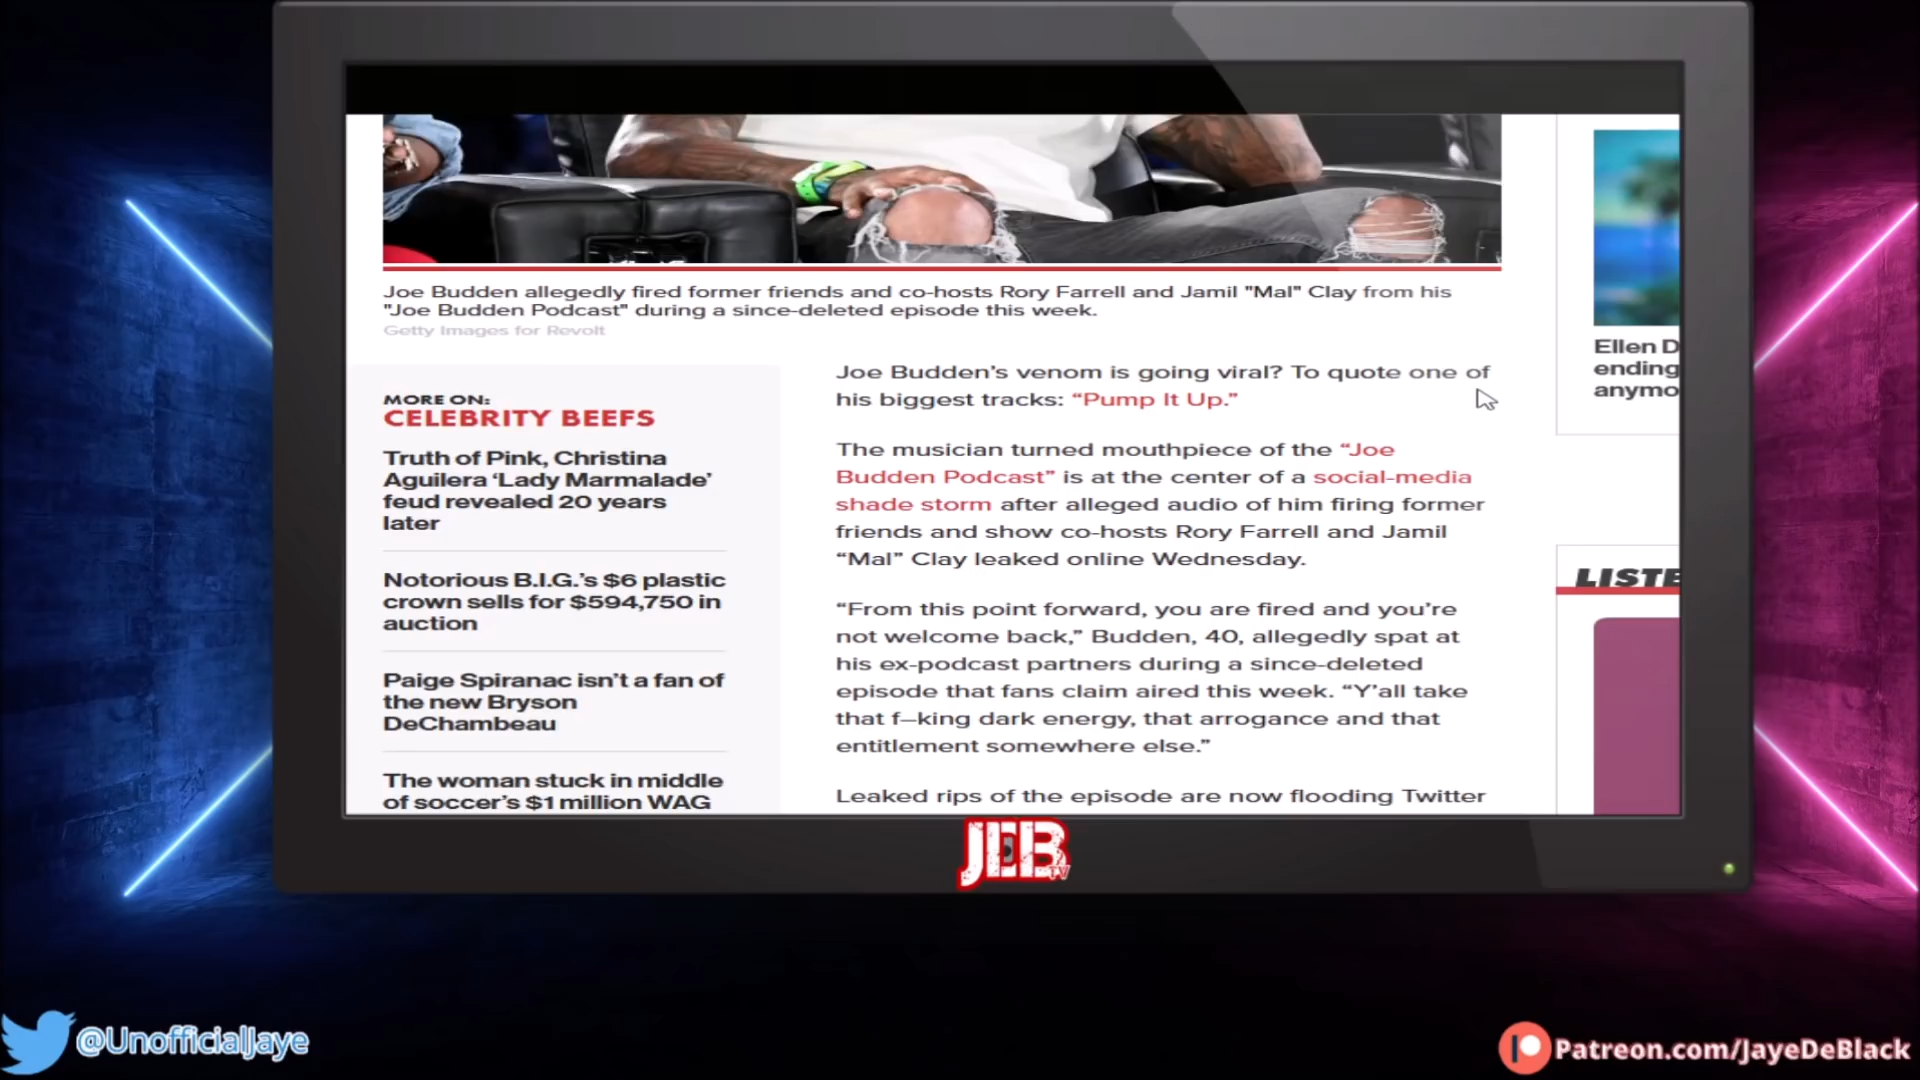 Joe Budden allegedly fired former friends and co-hosts Rory Farrell and Jamil "Mal" Clay from his
"Joe Budden Podcast" during a since-deleted episode this week.
Getty Images for Revolt
MORE ON:
CELEBRITY BEEFS
Truth of Pink, Christina
Aguilera ‘Lady Marmalade’
feud revealed 20 years
later
Notorious B.I.G.’s $6 plastic
crown sells for $594,750 in
auction
Paige Spiranac isn’t a fan of
the new Bryson
DeChambeau
The woman stuck in middle
of soccer’s $1 million WAG
Joe Budden’s venom is going viral? To quote one of
his biggest tracks: “Pump It Up.”
The musician turned mouthpiece of the “Joe
Budden Podcast” is at the center of a social-media
shade storm after alleged audio of him firing former
friends and show co-hosts Rory Farrell and Jamil
“Mal” Clay leaked online Wednesday.
“From this point forward, you are fired and you’re
not welcome back,” Budden, 40, allegedly spat at
his ex-podcast partners during a since-deleted
episode that fans claim aired this week. “Y’all take
that f—king dark energy, that arrogance and that
entitlement somewhere else.”
Leaked rips of the episode are now flooding Twitter
Ellen D
ending
anymo
LISTE
JEB TV
@UnofficialJaye
Patreon.com/JayeDeBlack